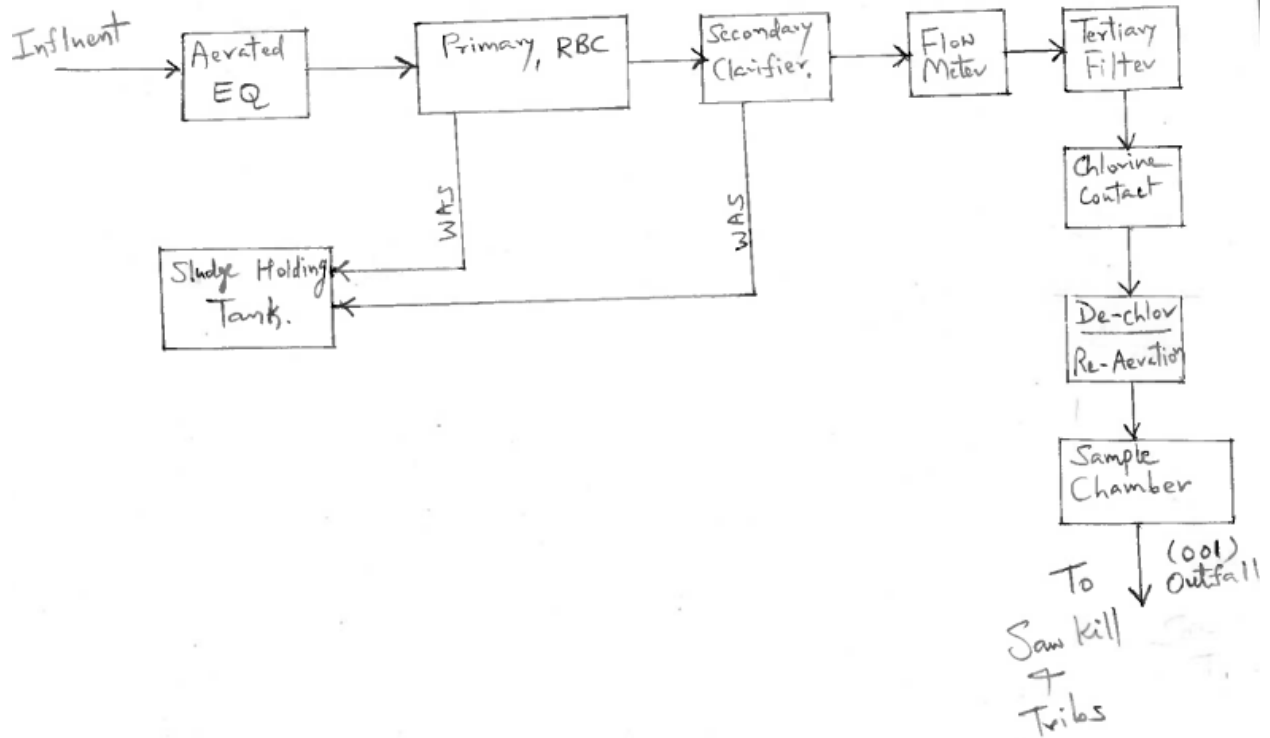 Influent
Aerated
EQ
Primary, RBC
Secondary
Clarifier.
Flow
Meter
Tertiary
Filter
Chlorine
Contact
WAS
WAS
Sludge Holding
Tank.
De-chlor
Re-Aeration
Sample
Chamber
(001)
Outfall
To
Saw Kill
+
Tribs